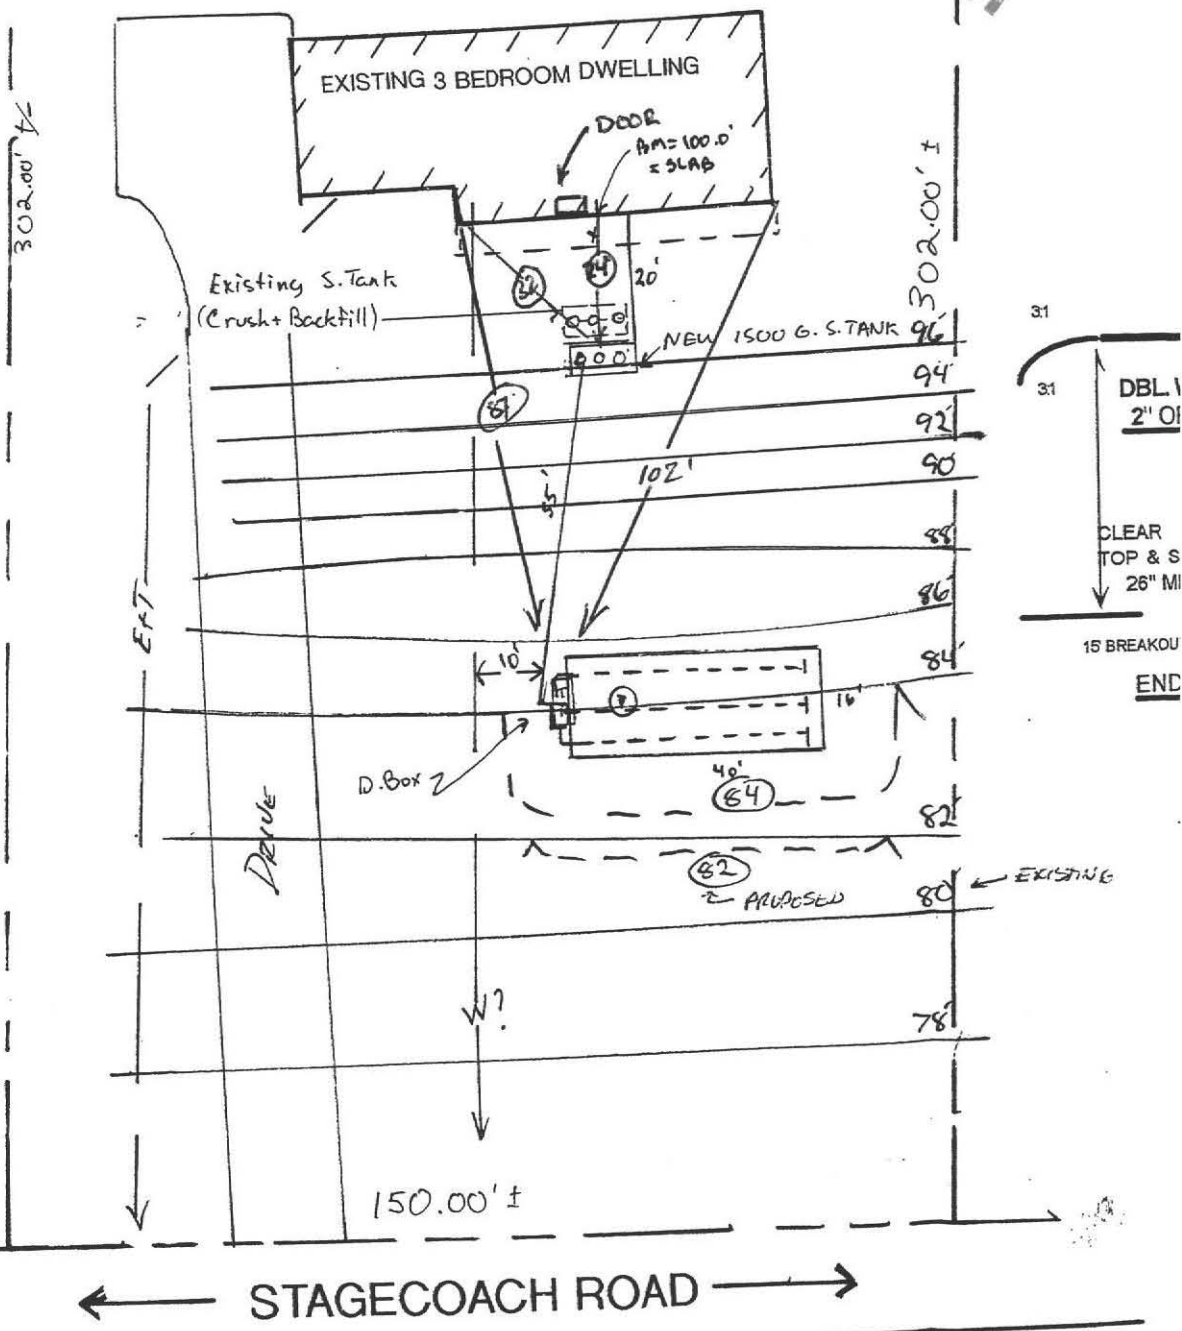 EXISTING 3 BEDROOM DWELLING
302.00' ±
DOOR
BM=100.0'
= SLAB
302.00' ±
Existing S. Tank
(Crush + Backfill)
32
24'
20'
NEW 1500 G. S. TANK
96'
94'
92'
90'
88'
86'
84'
82'
80'
78'
3:1
3:1
DBL.
2" O
CLEAR
TOP & S
26" MI
15' BREAKOU
END
87'
55'
102'
10'
16'
40'
84
D. Box
82
PROPOSED
EXISTING
DRIVE
W?
150.00' ±
STAGECOACH ROAD